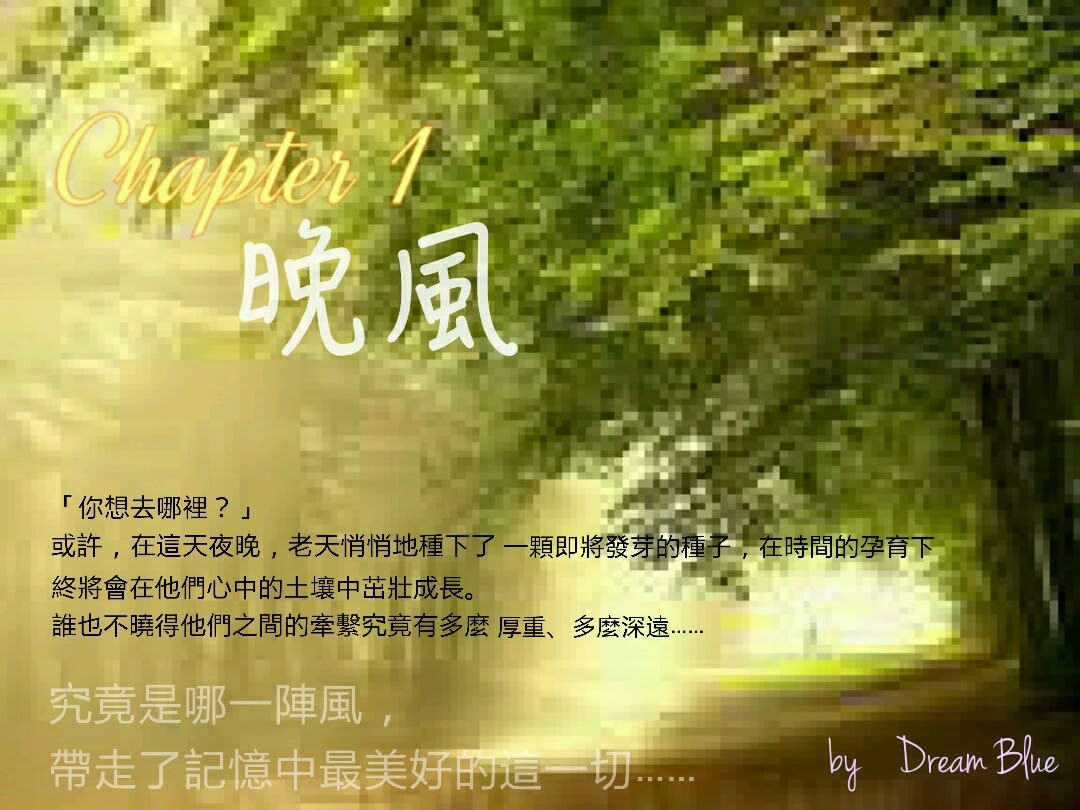 Chapter 1
晚風
「你想去哪裡？」
或許，在這天夜晚，老天悄悄地種下了 一顆即將發芽的種子，在時間的孕育下
終將會在他們心中的土壤中茁壯成長。
誰也不曉得他們之間的牽繫究竟有多麼 厚重、多麼深遠……
究竟是哪一陣風，
帶走了記憶中最美好的這一切……
by Dream Blue